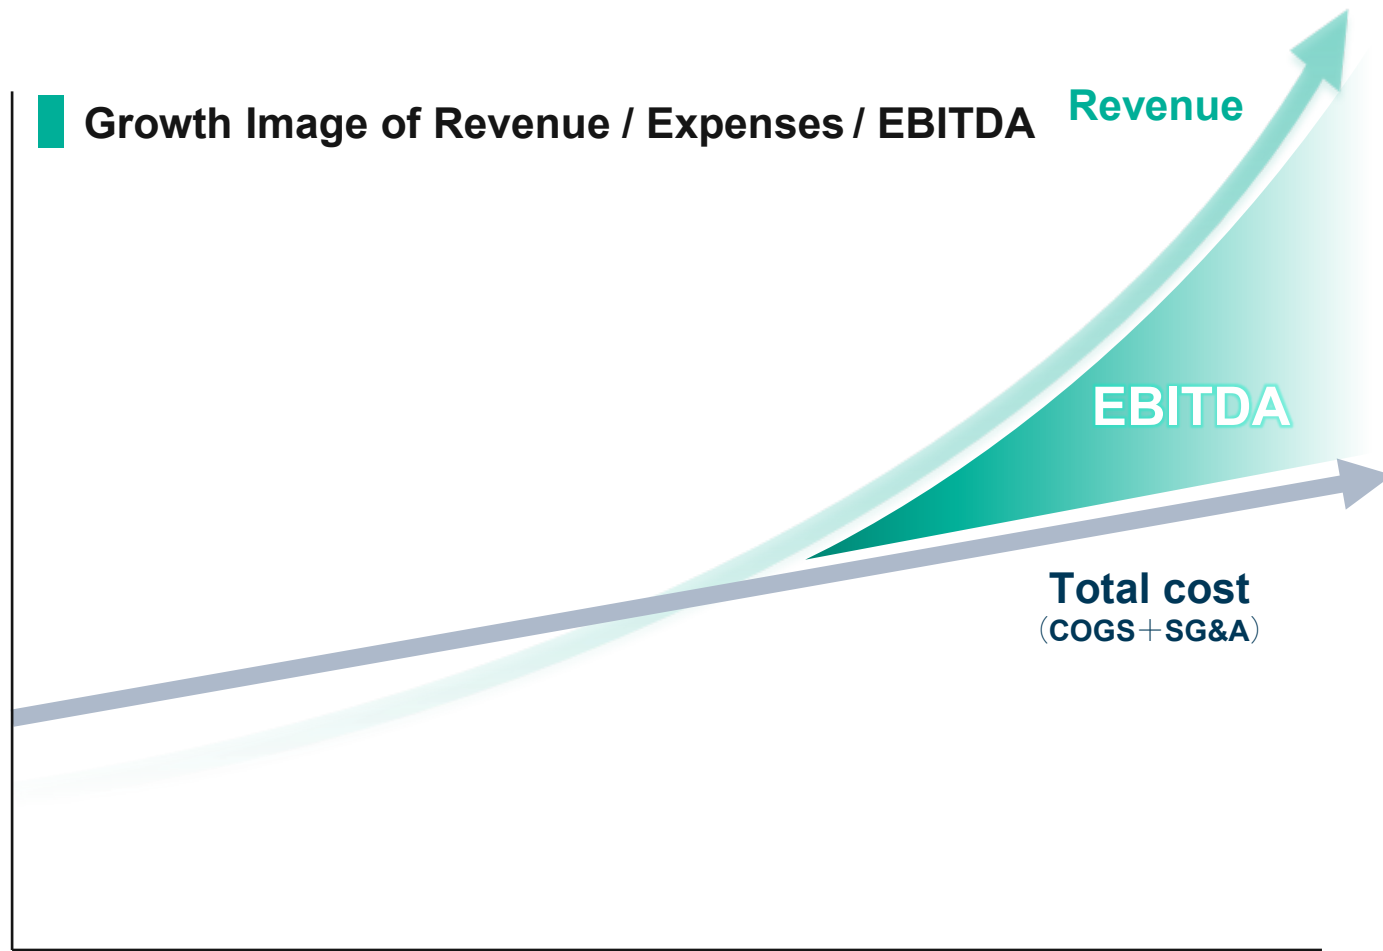 Growth Image of Revenue / Expenses / EBITDA
Revenue
EBITDA
Total cost
（COGS＋SG&A）